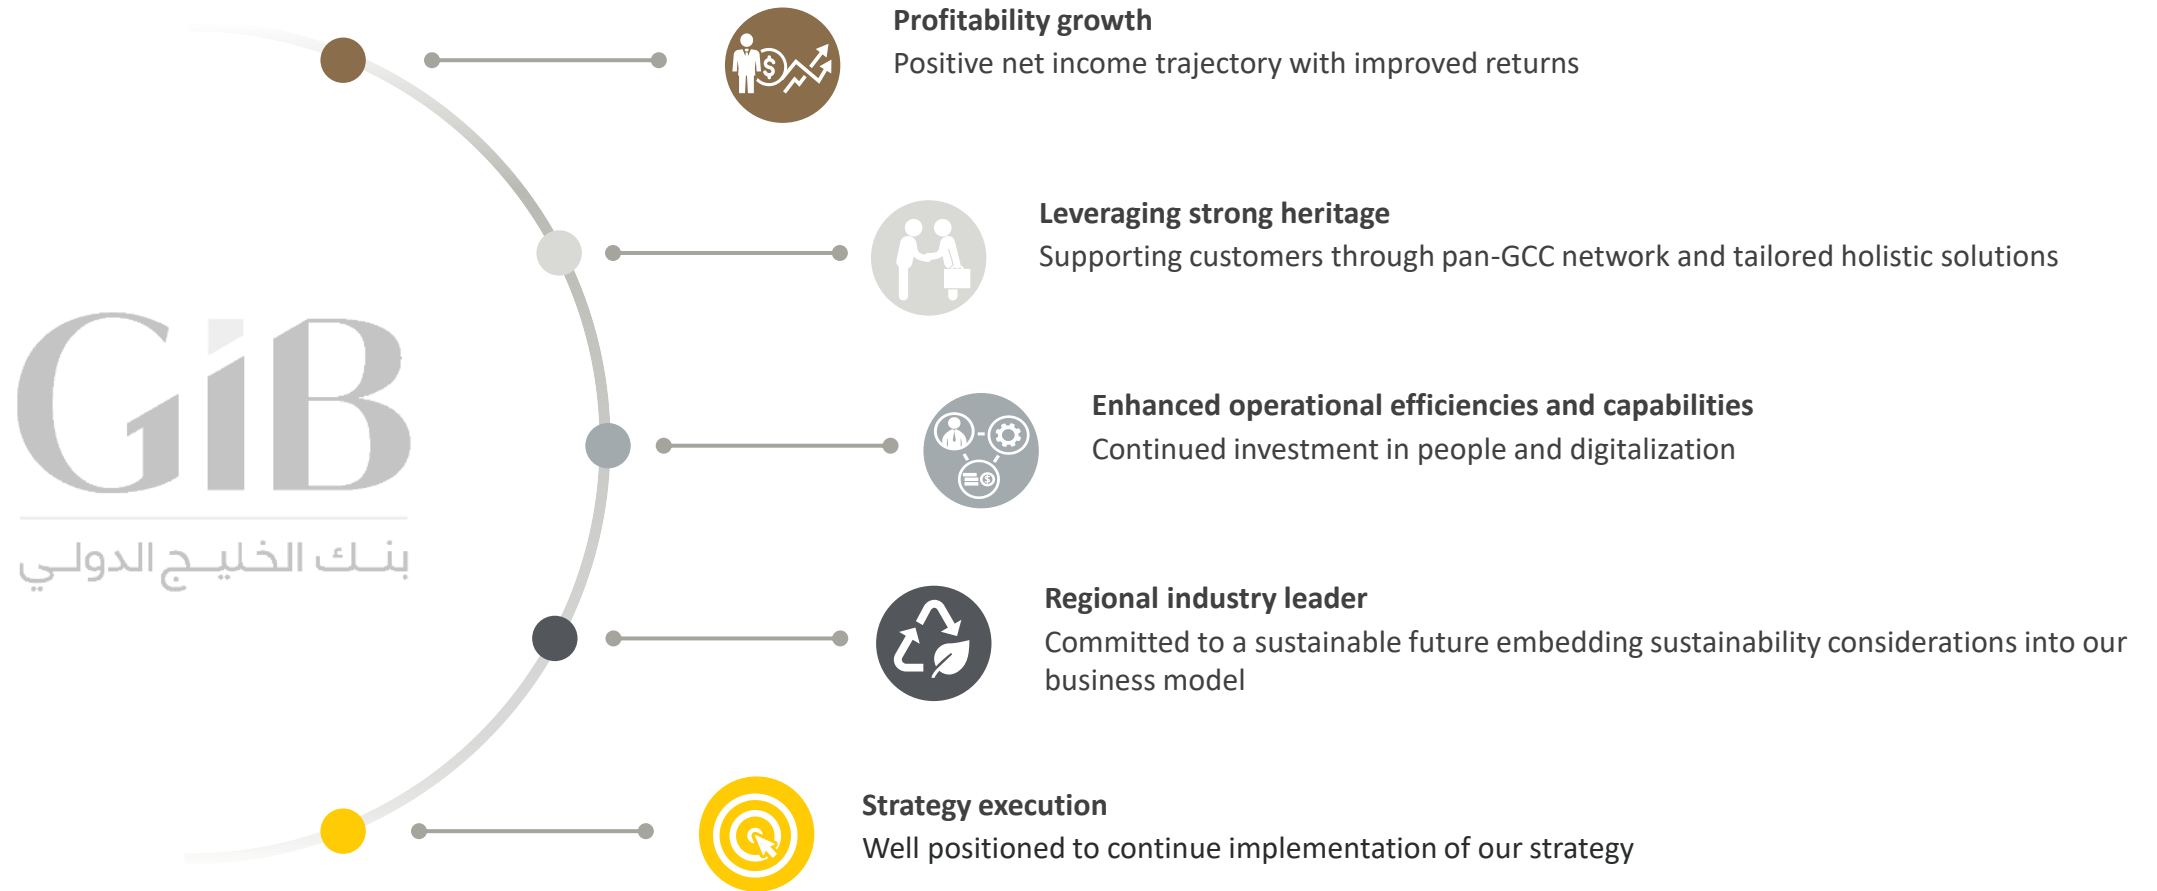 GiB
بنك الخليج الدولي
Profitability growth
Positive net income trajectory with improved returns
Leveraging strong heritage
Supporting customers through pan-GCC network and tailored holistic solutions
Enhanced operational efficiencies and capabilities
Continued investment in people and digitalization
Regional industry leader
Committed to a sustainable future embedding sustainability considerations into our
business model
Strategy execution
Well positioned to continue implementation of our strategy